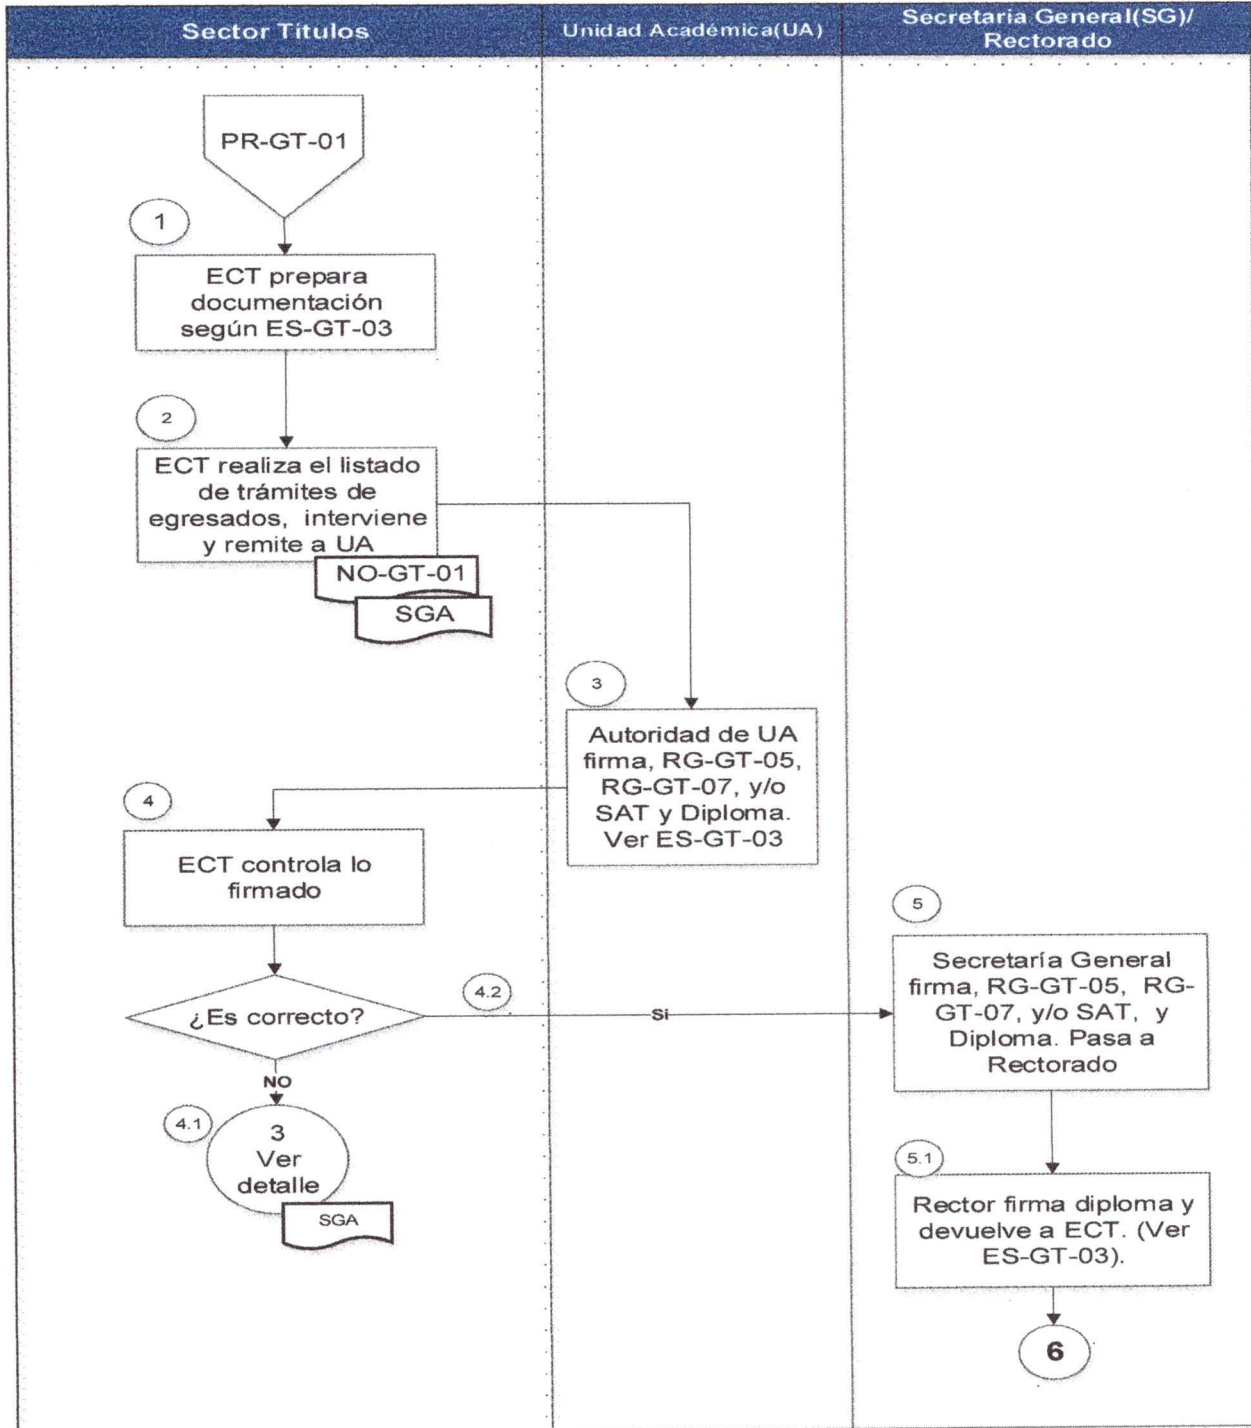 Sector Títulos
Unidad Académica(UA)
Secretaría General(SG)/
Rectorado
PR-GT-01
1
ECT prepara
documentación
según ES-GT-03
2
ECT realiza el listado
de trámites de
egresados, interviene
y remite a UA
NO-GT-01
SGA
3
Autoridad de UA
firma, RG-GT-05,
RG-GT-07, y/o
SAT y Diploma.
Ver ES-GT-03
4
ECT controla lo
firmado
¿Es correcto?
4.2
Si
NO
4.1
3
Ver
detalle
SGA
5
Secretaría General
firma, RG-GT-05, RG-
GT-07, y/o SAT, y
Diploma. Pasa a
Rectorado
5.1
Rector firma diploma y
devuelve a ECT. (Ver
ES-GT-03).
6